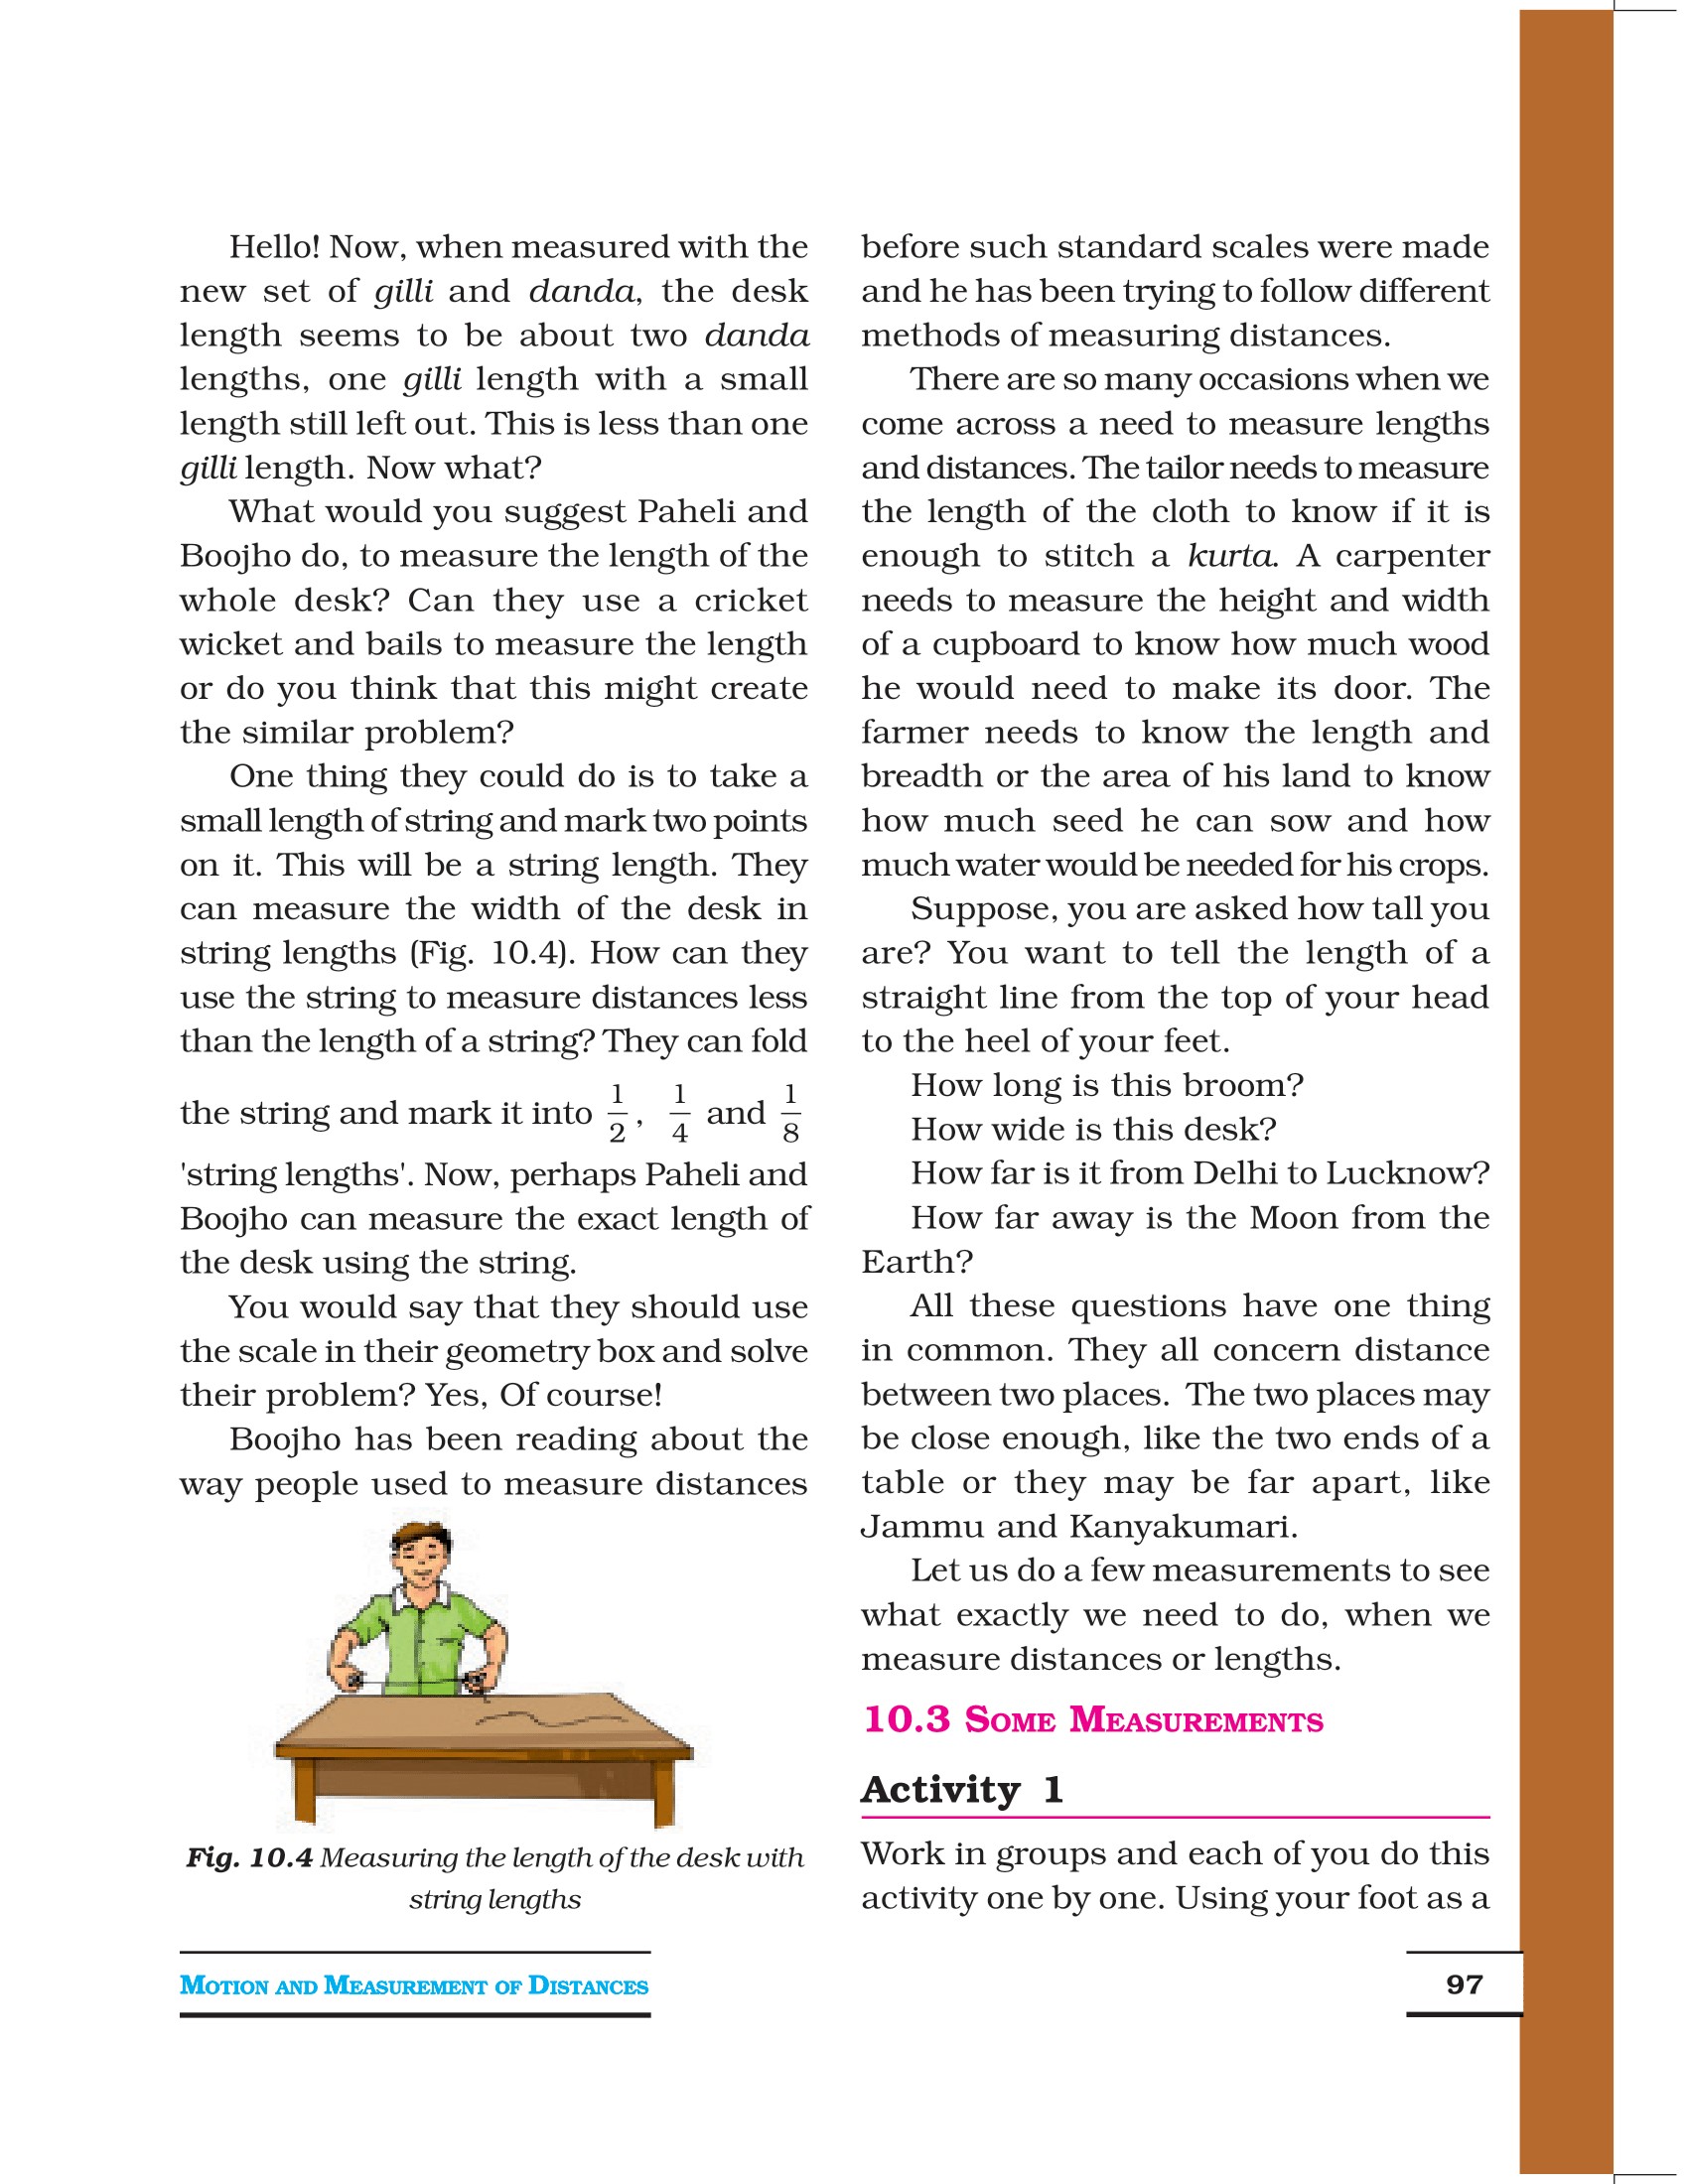 Hello! Now, when measured with the
new set of gilli and danda, the desk
length seems to be about two danda
lengths, one gilli length with a small
length still left out. This is less than one
gilli length. Now what?
What would you suggest Paheli and
Boojho do, to measure the length of the
whole desk? Can they use a cricket
wicket and bails to measure the length
or do you think that this might create
the similar problem?
One thing they could do is to take a
small length of string and mark two points
on it. This will be a string length. They
can measure the width of the desk in
string lengths (Fig. 10.4). How can they
use the string to measure distances less
than the length of a string? They can fold
the string and mark it into 1/2, 1/4 and 1/8
'string lengths'. Now, perhaps Paheli and
Boojho can measure the exact length of
the desk using the string.
You would say that they should use
the scale in their geometry box and solve
their problem? Yes, Of course!
Boojho has been reading about the
way people used to measure distances
Fig. 10.4 Measuring the length of the desk with
string lengths
before such standard scales were made
and he has been trying to follow different
methods of measuring distances.
There are so many occasions when we
come across a need to measure lengths
and distances. The tailor needs to measure
the length of the cloth to know if it is
enough to stitch a kurta. A carpenter
needs to measure the height and width
of a cupboard to know how much wood
he would need to make its door. The
farmer needs to know the length and
breadth or the area of his land to know
how much seed he can sow and how
much water would be needed for his crops.
Suppose, you are asked how tall you
are? You want to tell the length of a
straight line from the top of your head
to the heel of your feet.
How long is this broom?
How wide is this desk?
How far is it from Delhi to Lucknow?
How far away is the Moon from the
Earth?
All these questions have one thing
in common. They all concern distance
between two places. The two places may
be close enough, like the two ends of a
table or they may be far apart, like
Jammu and Kanyakumari.
Let us do a few measurements to see
what exactly we need to do, when we
measure distances or lengths.
10.3 Some Measurements
Activity 1
Work in groups and each of you do this
activity one by one. Using your foot as a
Motion and Measurement of Distances
97